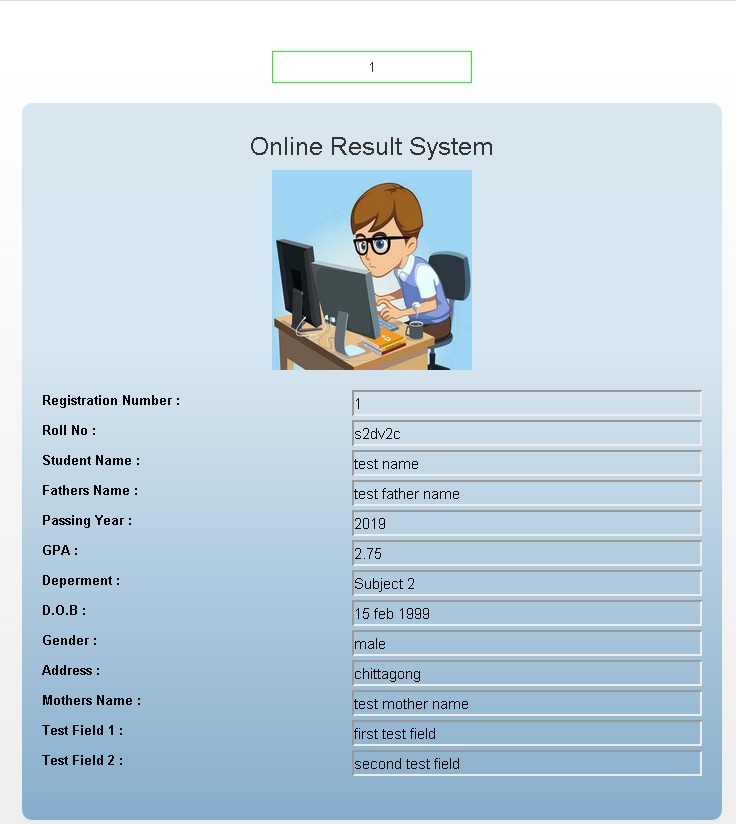 1
Online Result System
Registration Number : 1
Roll No : s2dv2c
Student Name : test name
Fathers Name : test father name
Passing Year : 2019
GPA : 2.75
Deperment : Subject 2
D.O.B : 15 feb 1999
Gender : male
Address : chittagong
Mothers Name : test mother name
Test Field 1 : first test field
Test Field 2 : second test field